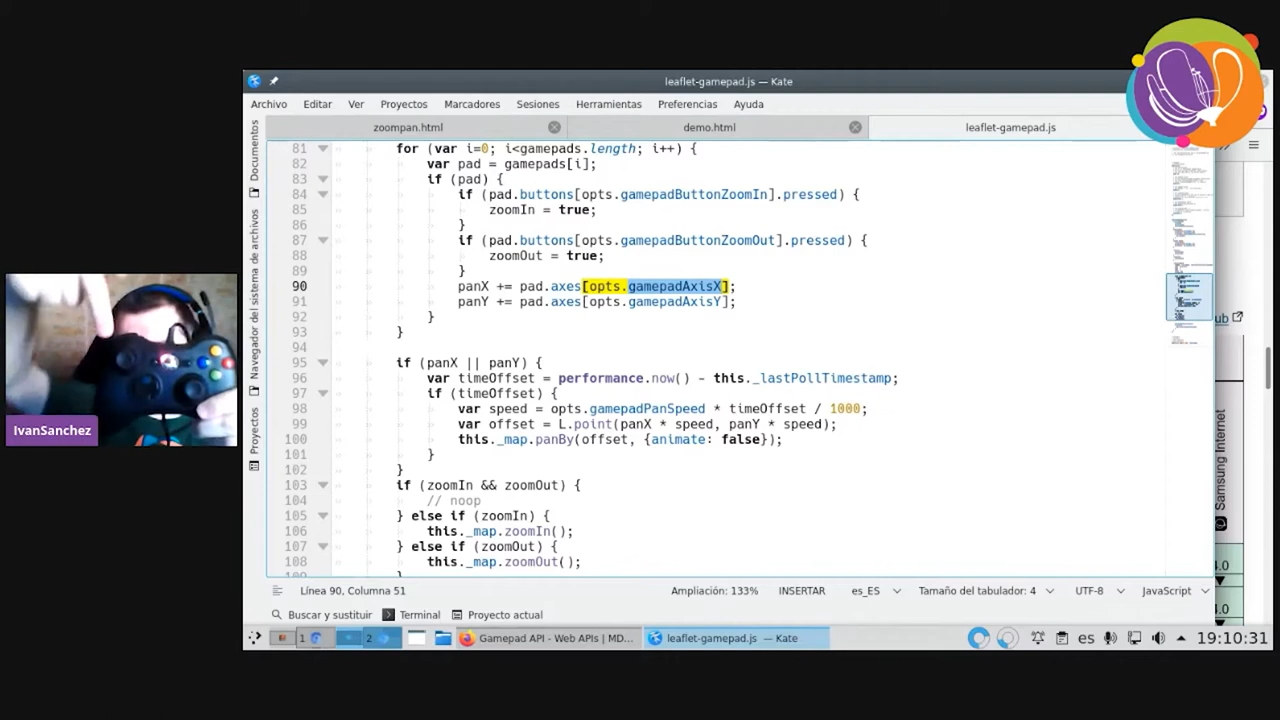 leaflet-gamepad.js — Kate
Archivo Editar Ver Proyectos Marcadores Sesiones Herramientas Preferencias Ayuda
zoompan.html demo.html leaflet-gamepad.js
Documentos
Navegador del sistema de archivos
Proyectos
81 for (var i=0; i<gamepads.length; i++) {
82 var pad = gamepads[i];
83 if (pad) {
84 if (pad.buttons[opts.gamepadButtonZoomIn].pressed) {
85 zoomIn = true;
86 }
87 if (pad.buttons[opts.gamepadButtonZoomOut].pressed) {
88 zoomOut = true;
89 }
90 panX += pad.axes[opts.gamepadAxisX];
91 panY += pad.axes[opts.gamepadAxisY];
92 }
93 }
94
95 if (panX || panY) {
96 var timeOffset = performance.now() - this._lastPollTimestamp;
97 if (timeOffset) {
98 var speed = opts.gamepadPanSpeed * timeOffset / 1000;
99 var offset = L.point(panX * speed, panY * speed);
100 this._map.panBy(offset, {animate: false});
101 }
102 }
103 if (zoomIn && zoomOut) {
104 // noop
105 } else if (zoomIn) {
106 this._map.zoomIn();
107 } else if (zoomOut) {
108 this._map.zoomOut();
IvanSanchez
Samsung Internet
4.0
Línea 90, Columna 51 Ampliación: 133% INSERTAR es_ES Tamaño del tabulador: 4 UTF-8 JavaScript
Buscar y sustituir Terminal Proyecto actual
1 2 Gamepad API - Web APIs | MD... leaflet-gamepad.js — Kate es 19:10:31